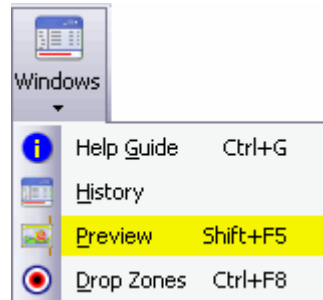 Windows
Help Guide Ctrl+G
History
Preview Shift+F5
Drop Zones Ctrl+F8